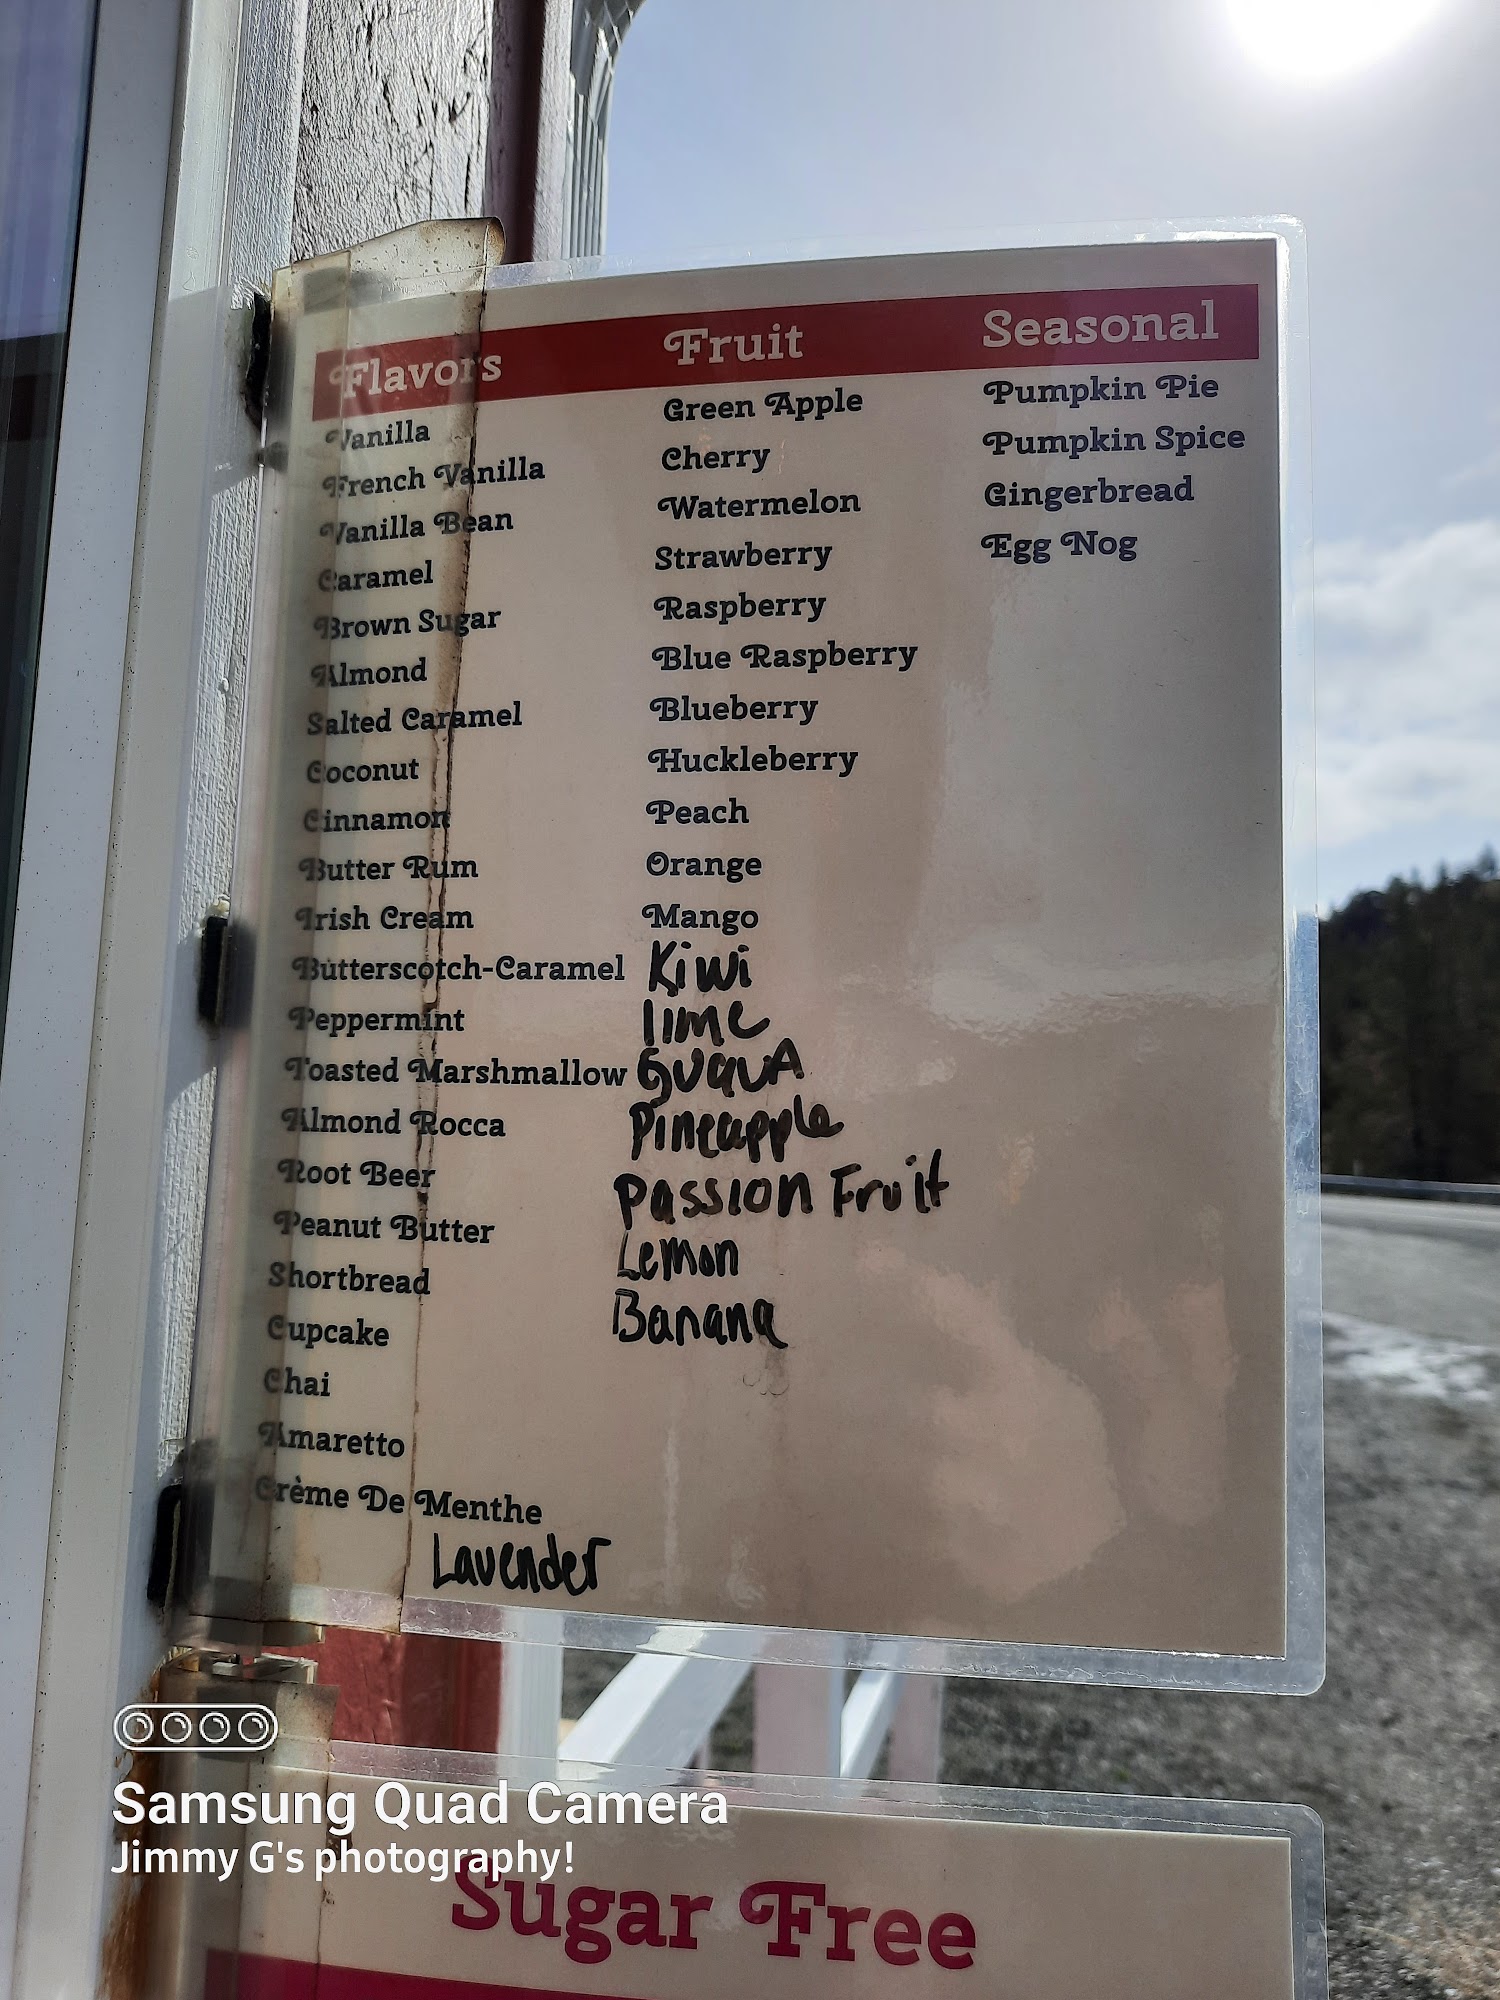 Flavors
Vanilla
French Vanilla
Vanilla Bean
Caramel
Brown Sugar
Almond
Salted Caramel
Coconut
Cinnamon
Butter Rum
Irish Cream
Butterscotch-Caramel
Peppermint
Toasted Marshmallow
Almond Rocca
Root Beer
Peanut Butter
Shortbread
Cupcake
Chai
Amaretto
Crème De Menthe
Lavender
Fruit
Green Apple
Cherry
Watermelon
Strawberry
Raspberry
Blue Raspberry
Blueberry
Huckleberry
Peach
Orange
Mango
Kiwi
lime
GuavA
Pineapple
Passion Fruit
Lemon
Banana
Seasonal
Pumpkin Pie
Pumpkin Spice
Gingerbread
Egg Nog
Samsung Quad Camera
Jimmy G's photography!
Sugar Free